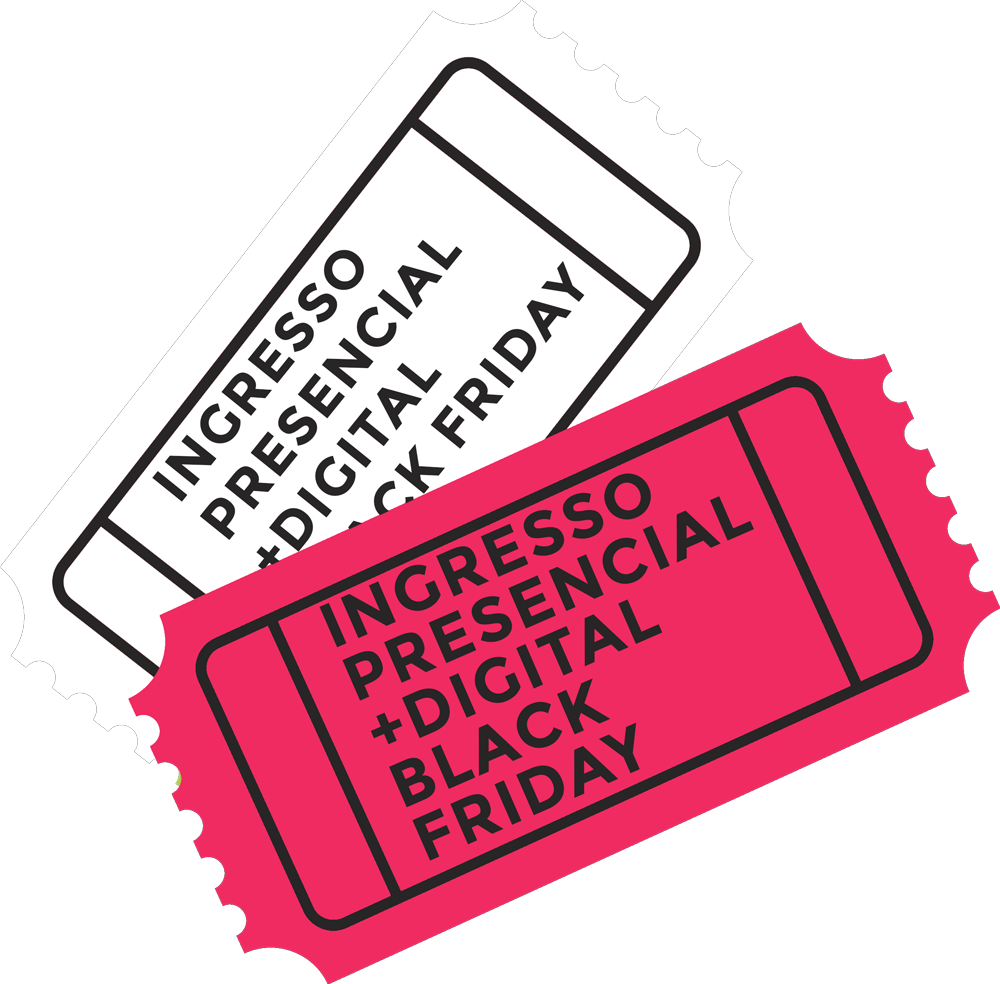 INGRESSO
PRESENCIAL
+DIGITAL
FRIDAY
INGRESSO
PRESENCIAL
+DIGITAL
BLACK
FRIDAY